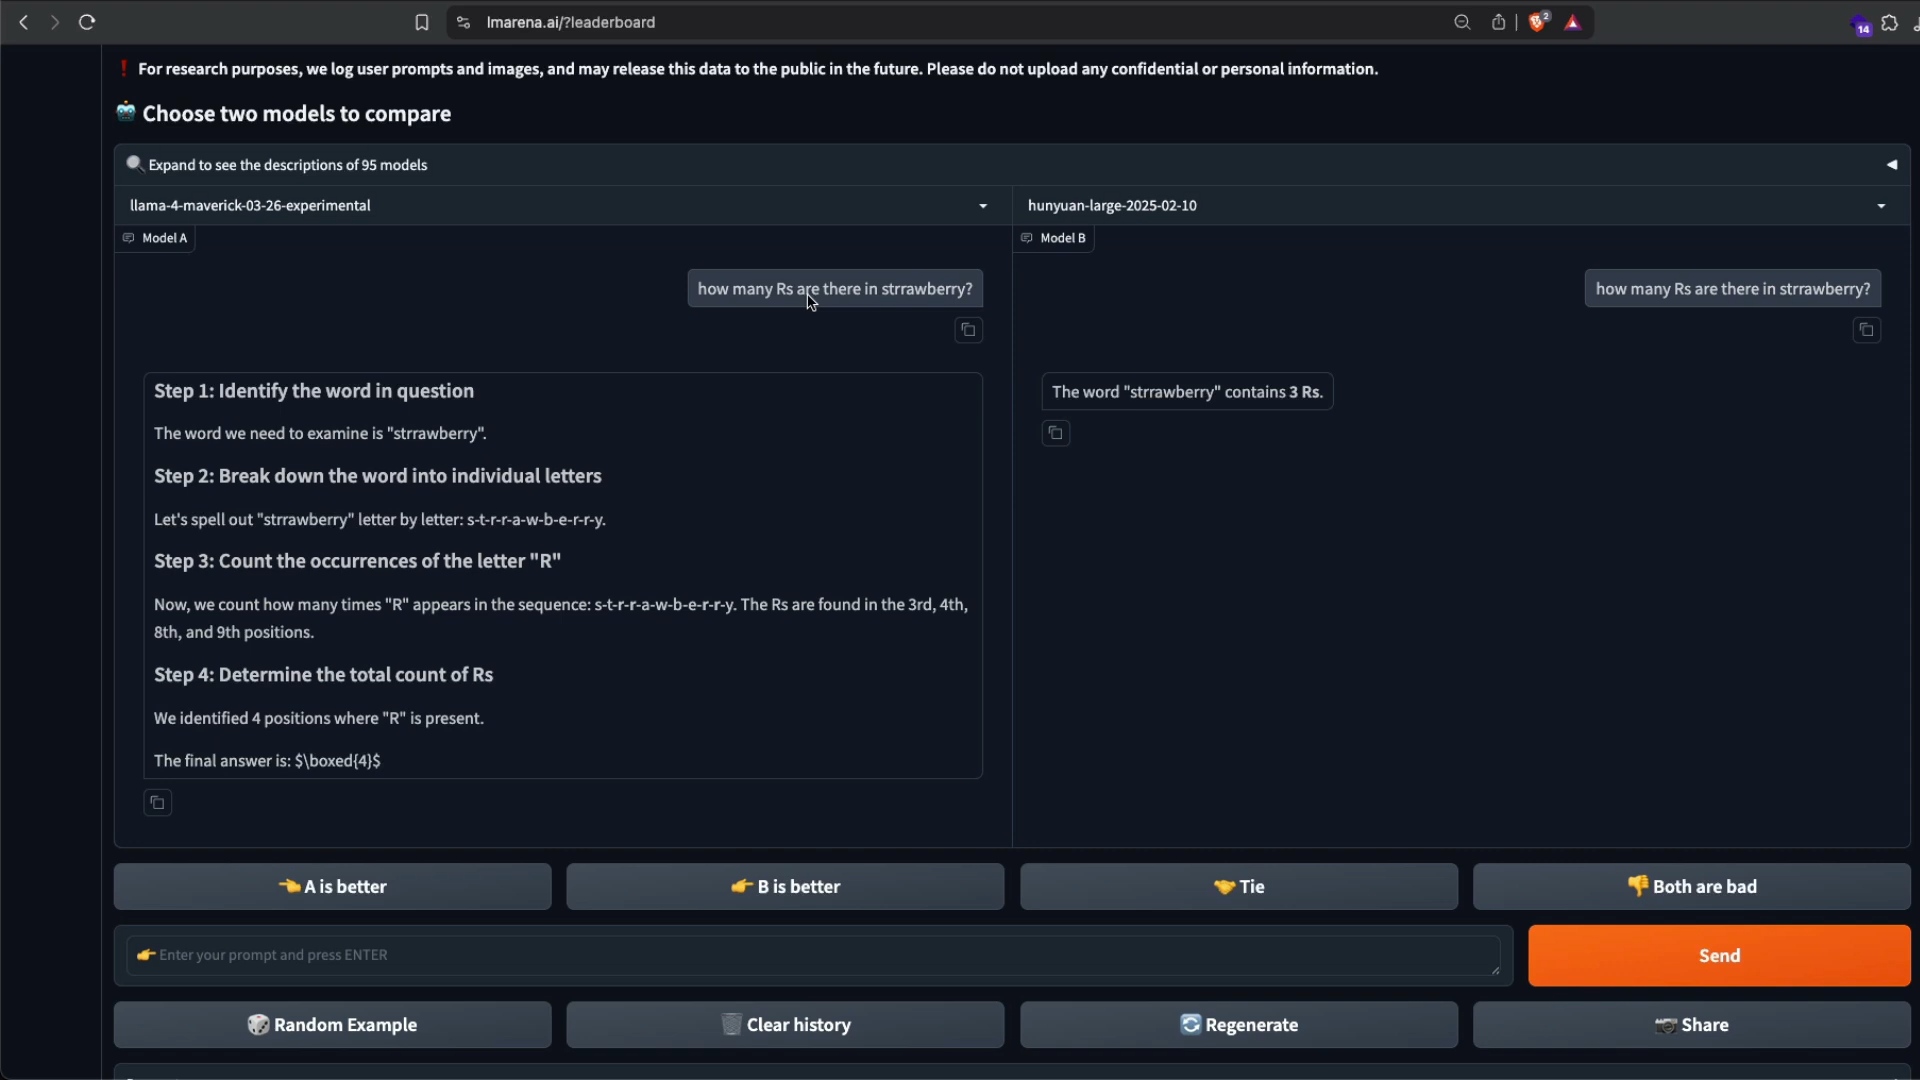 lmarena.ai/?leaderboard
2
14
❗ For research purposes, we log user prompts and images, and may release this data to the public in the future. Please do not upload any confidential or personal information.
🤖 Choose two models to compare
🔍 Expand to see the descriptions of 95 models
llama-4-maverick-03-26-experimental
hunyuan-large-2025-02-10
Model A
Model B
how many Rs are there in strrawberry?
how many Rs are there in strrawberry?
Step 1: Identify the word in question
The word we need to examine is "strrawberry".
Step 2: Break down the word into individual letters
Let's spell out "strrawberry" letter by letter: s-t-r-r-a-w-b-e-r-r-y.
Step 3: Count the occurrences of the letter "R"
Now, we count how many times "R" appears in the sequence: s-t-r-r-a-w-b-e-r-r-y. The Rs are found in the 3rd, 4th,
8th, and 9th positions.
Step 4: Determine the total count of Rs
We identified 4 positions where "R" is present.
The final answer is: $\boxed{4}$
The word "strrawberry" contains 3 Rs.
👈 A is better
👉 B is better
🤝 Tie
👎 Both are bad
👉 Enter your prompt and press ENTER
Send
🎲 Random Example
🗑️ Clear history
🔄 Regenerate
📷 Share